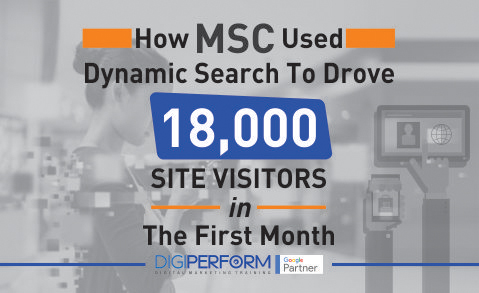 How MSC Used
Dynamic Search To Drove
18,000
SITE VISITORS
in
The First Month
DIGIPERFORM
DIGITAL MARKETING TRAINING
Google
Partner